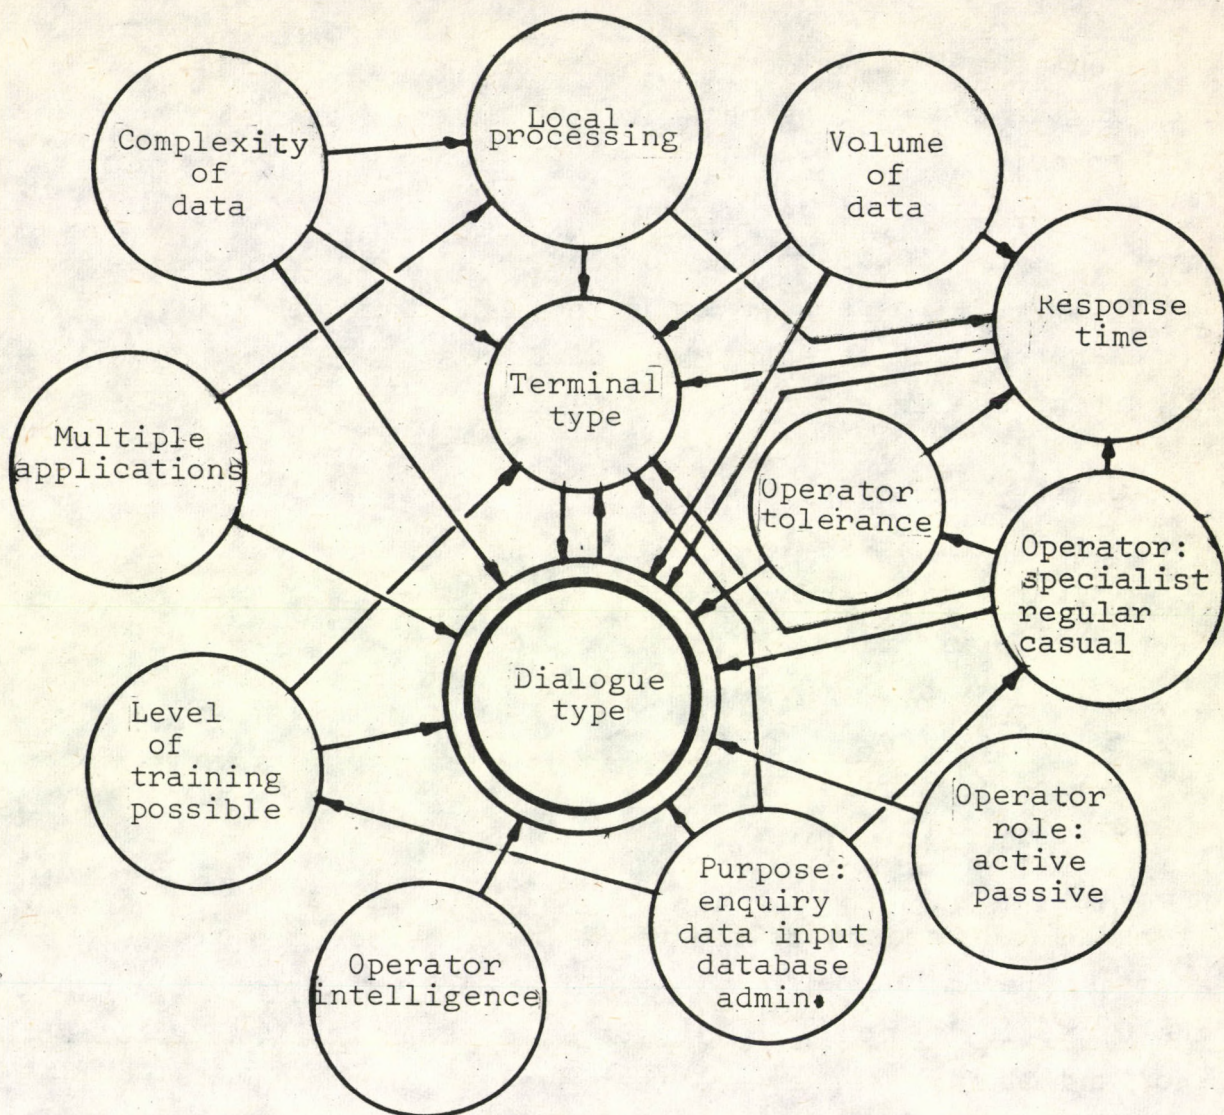 Complexity
of
data
Local
processing
Volume
of
data
Response
time
Terminal
type
Multiple
applications
Operator
tolerance
Operator:
specialist
regular
casual
Dialogue
type
Level
of
training
possible
Operator
role:
active
passive
Purpose:
enquiry
data input
database
admin.
Operator
intelligence